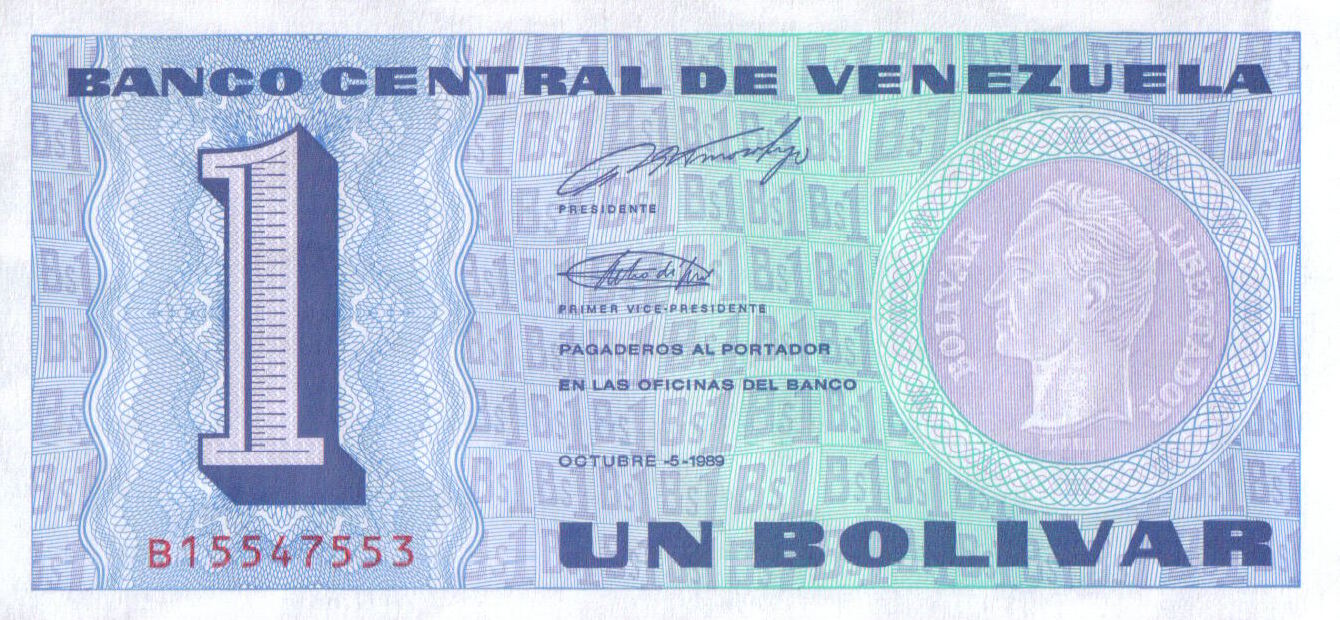 BANCO CENTRAL DE VENEZUELA
1
PRESIDENTE
PRIMER VICE-PRESIDENTE
PAGADEROS AL PORTADOR
EN LAS OFICINAS DEL BANCO
OCTUBRE -5-1989
BOLIVAR LIBERTADOR
B15547553
UN BOLIVAR
Bs1